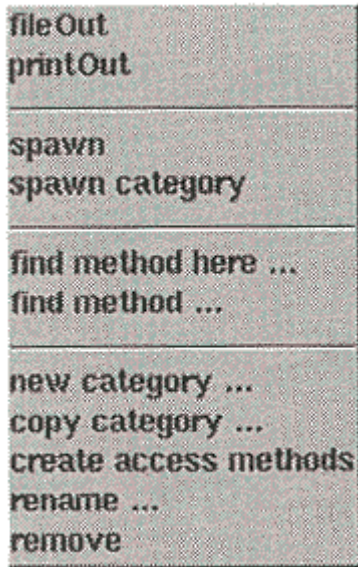 fileOut
printOut
spawn
spawn category
find method here ...
find method ...
new category ...
copy category ...
create access methods
rename ...
remove